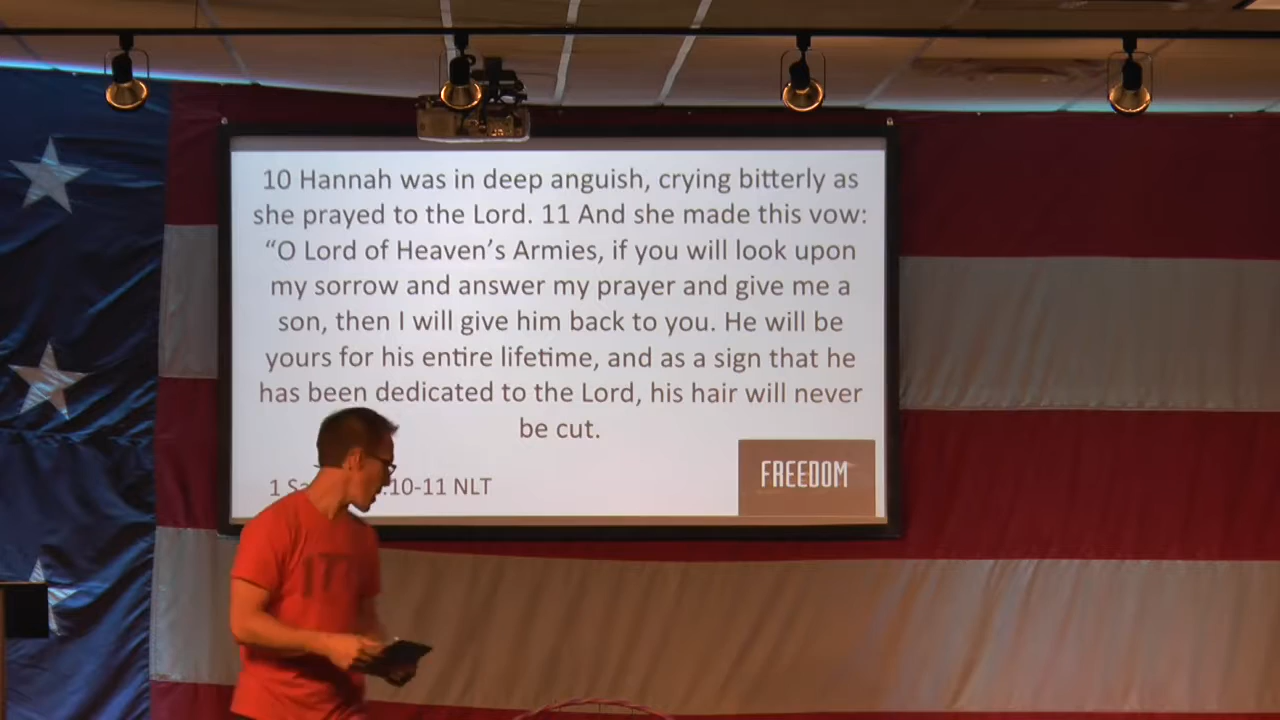 10 Hannah was in deep anguish, crying bitterly as
she prayed to the Lord. 11 And she made this vow:
“O Lord of Heaven’s Armies, if you will look upon
my sorrow and answer my prayer and give me a
son, then I will give him back to you. He will be
yours for his entire lifetime, and as a sign that he
has been dedicated to the Lord, his hair will never
be cut.
1 :10-11 NLT
FREEDOM